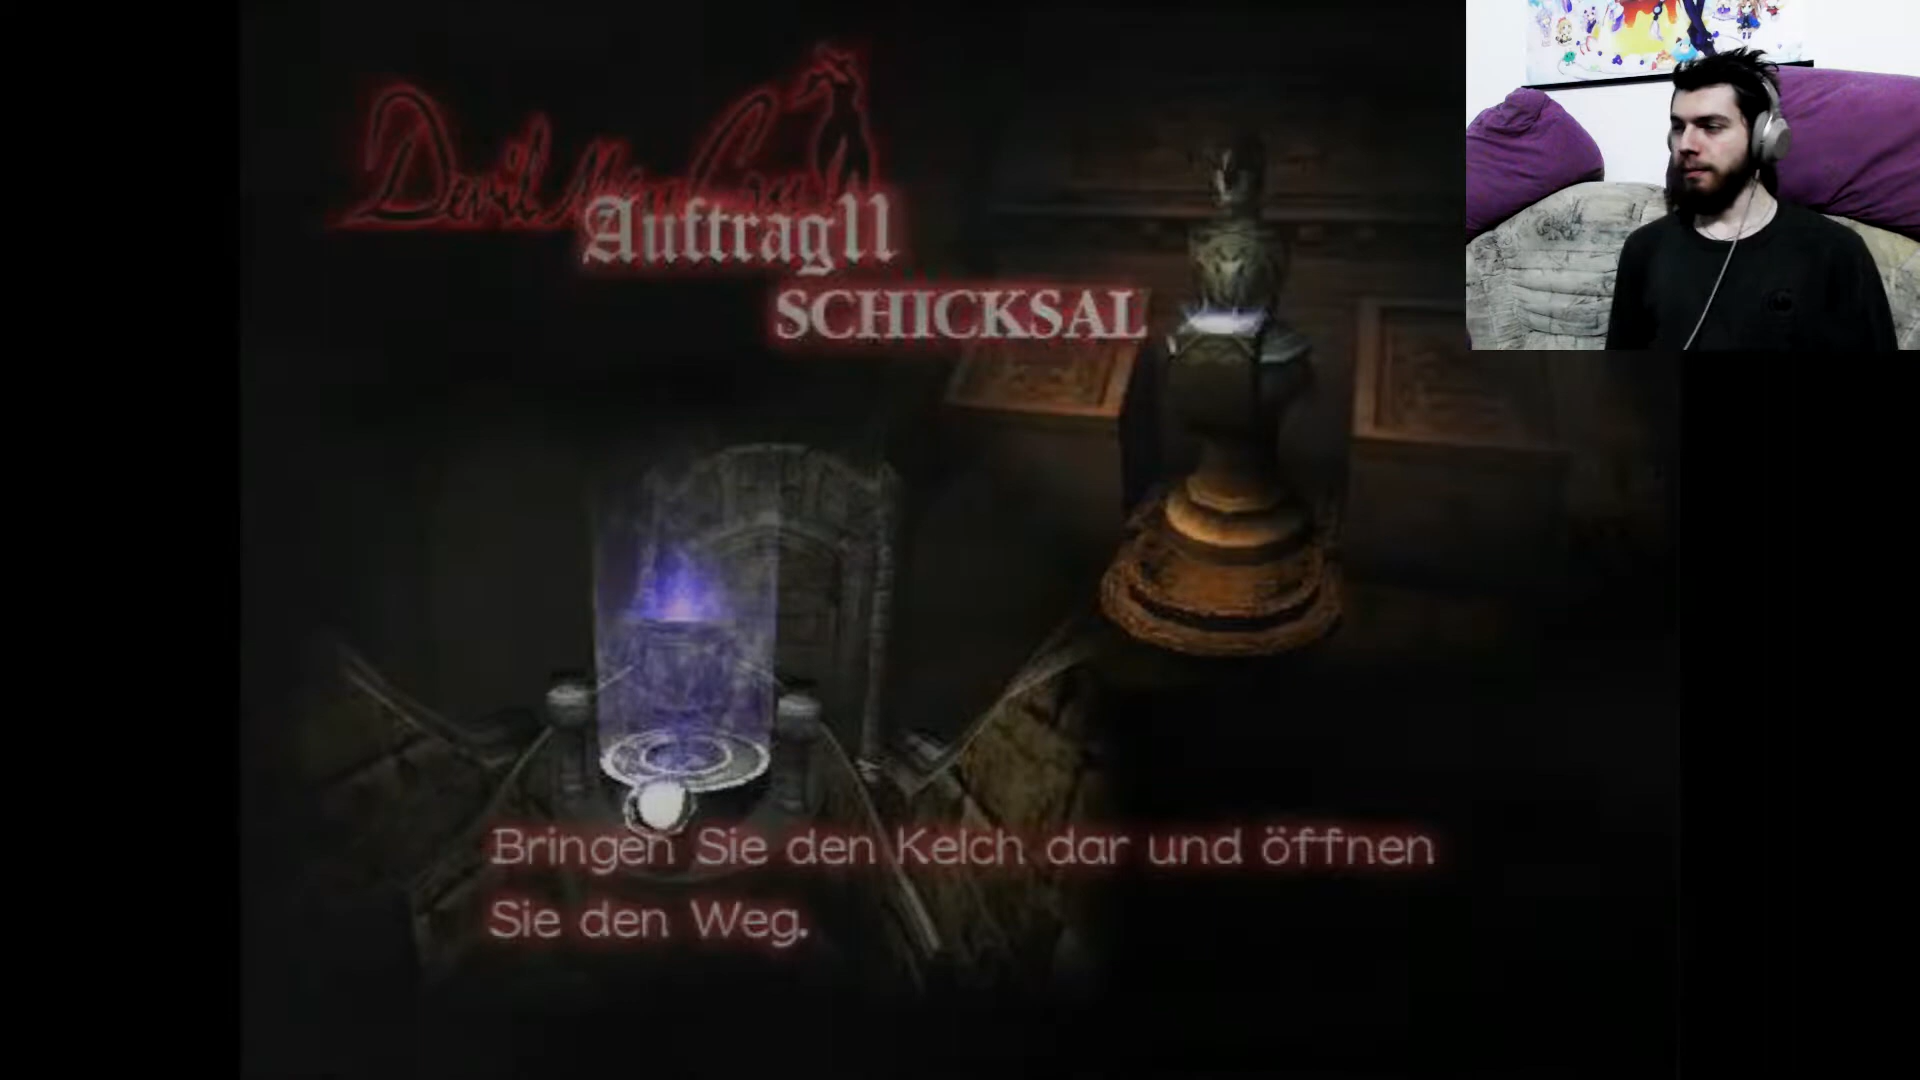 Devil May Cry
Auftrag11
SCHICKSAL
Bringen Sie den Kelch dar und öffnen
Sie den Weg.